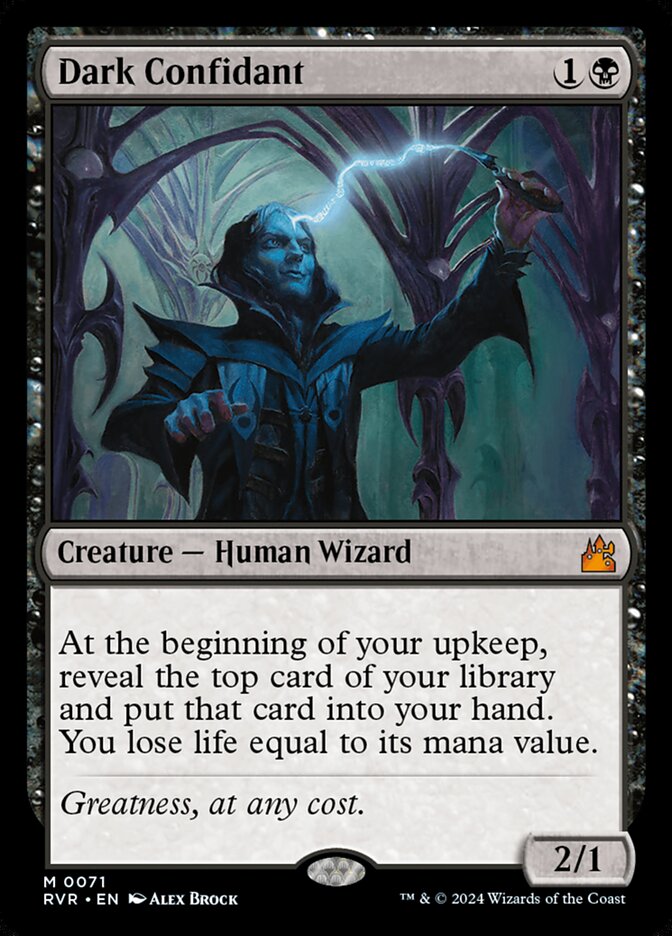 Dark Confidant 1
Creature — Human Wizard
At the beginning of your upkeep,
reveal the top card of your library
and put that card into your hand.
You lose life equal to its mana value.
Greatness, at any cost.
2/1
M 0071
RVR • EN Alex Brock
™ & © 2024 Wizards of the Coast